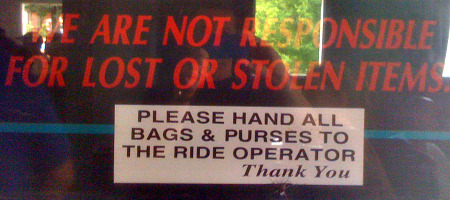 WE ARE NOT RESPONSIBLE
FOR LOST OR STOLEN ITEMS.
PLEASE HAND ALL
BAGS & PURSES TO
THE RIDE OPERATOR
Thank You